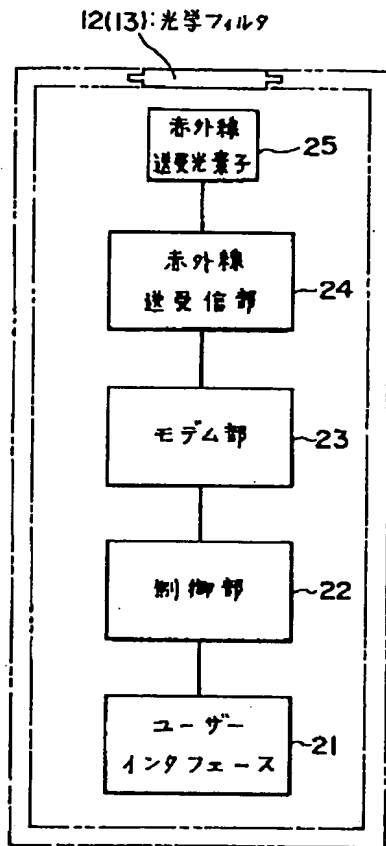 12(13):光学フィルタ
赤外線
送受光素子
25
赤外線
送受信部
24
モデム部
23
制御部
22
ユーザー
インタフェース
21